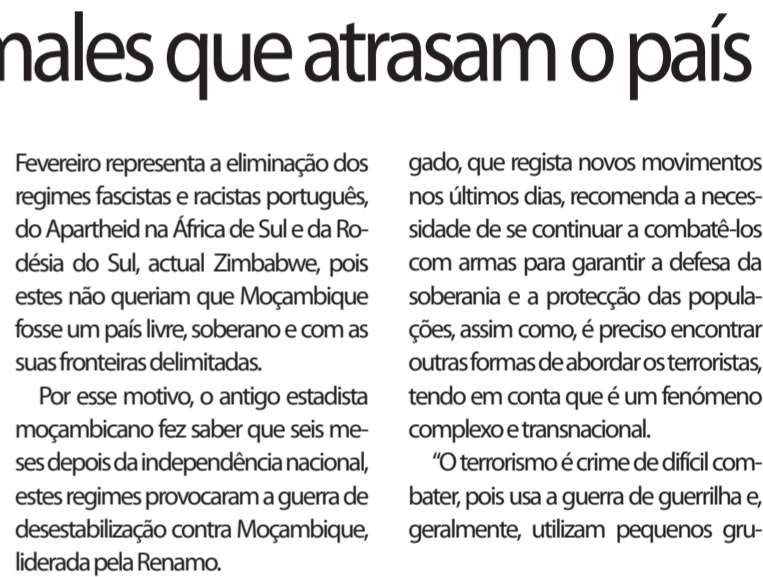 males que atrasam o país
Fevereiro representa a eliminação dos
regimes fascistas e racistas português,
do Apartheid na África de Sul e da Ro-
désia do Sul, actual Zimbabwe, pois
estes não queriam que Moçambique
fosse um país livre, soberano e com as
suas fronteiras delimitadas.
Por esse motivo, o antigo estadista
moçambicano fez saber que seis me-
ses depois da independência nacional,
estes regimes provocaram a guerra de
desestabilização contra Moçambique,
liderada pela Renamo.
gado, que regista novos movimentos
nos últimos dias, recomenda a neces-
sidade de se continuar a combatê-los
com armas para garantir a defesa da
soberania e a protecção das popula-
ções, assim como, é preciso encontrar
outras formas de abordar os terroristas,
tendo em conta que é um fenómeno
complexo e transnacional.
“O terrorismo é crime de difícil com-
bater, pois usa a guerra de guerrilha e,
geralmente, utilizam pequenos gru-